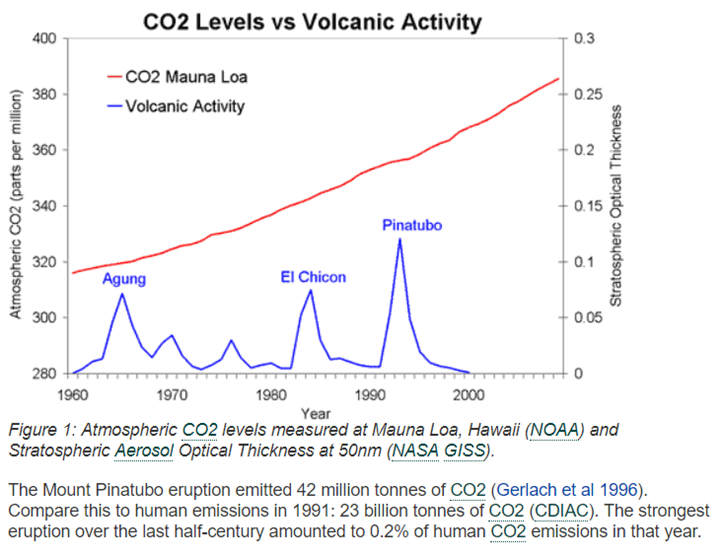 CO2 Levels vs Volcanic Activity
400
380
360
340
320
300
280
Atmospheric CO2 (parts per million)
CO2 Mauna Loa
Volcanic Activity
Agung
El Chicon
Pinatubo
0.3
0.25
0.2
0.15
0.1
0.05
0
Stratospheric Optical Thickness
1960
1970
1980
1990
2000
Year
Figure 1: Atmospheric CO2 levels measured at Mauna Loa, Hawaii (NOAA) and
Stratospheric Aerosol Optical Thickness at 50nm (NASA GISS).
The Mount Pinatubo eruption emitted 42 million tonnes of CO2 (Gerlach et al 1996).
Compare this to human emissions in 1991: 23 billion tonnes of CO2 (CDIAC). The strongest
eruption over the last half-century amounted to 0.2% of human CO2 emissions in that year.